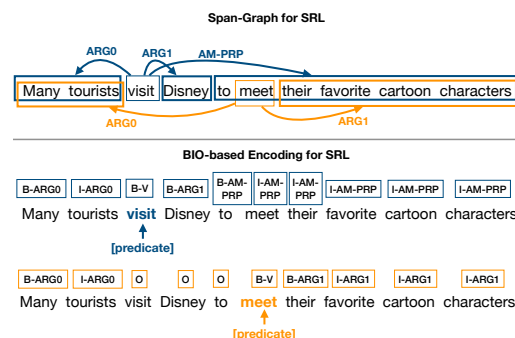 Span-Graph for SRL
ARG0 ARG1 AM-PRP
Many tourists visit Disney to meet their favorite cartoon characters
ARG0 ARG1
BIO-based Encoding for SRL
B-ARG0 I-ARG0 B-V B-ARG1 B-AM-PRP I-AM-PRP I-AM-PRP I-AM-PRP I-AM-PRP I-AM-PRP
Many tourists visit Disney to meet their favorite cartoon characters
[predicate]
B-ARG0 I-ARG0 O O O B-V B-ARG1 I-ARG1 I-ARG1 I-ARG1
Many tourists visit Disney to meet their favorite cartoon characters
[predicate]